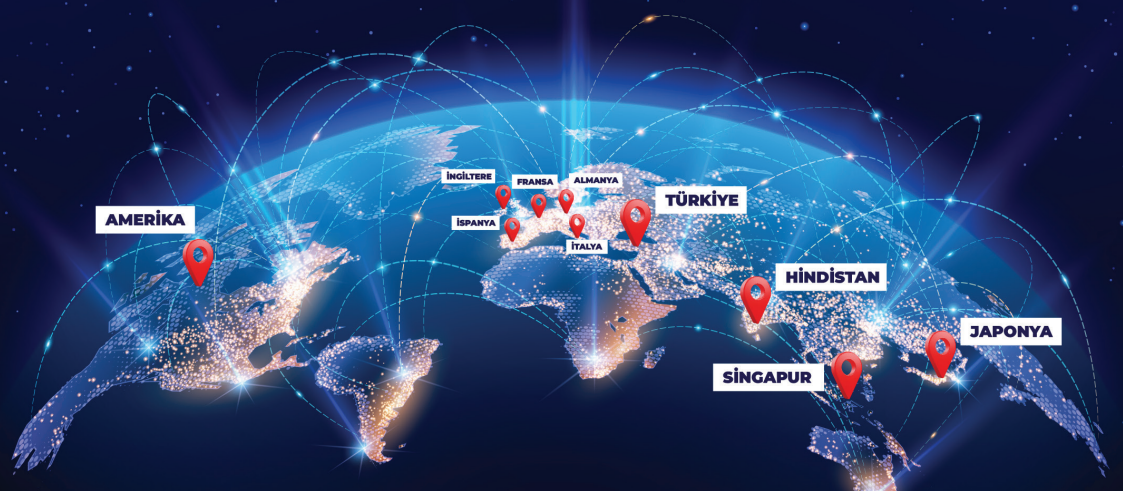 İNGİLTERE
FRANSA
ALMANYA
AMERİKA
İSPANYA
TÜRKİYE
İTALYA
HİNDİSTAN
JAPONYA
SİNGAPUR